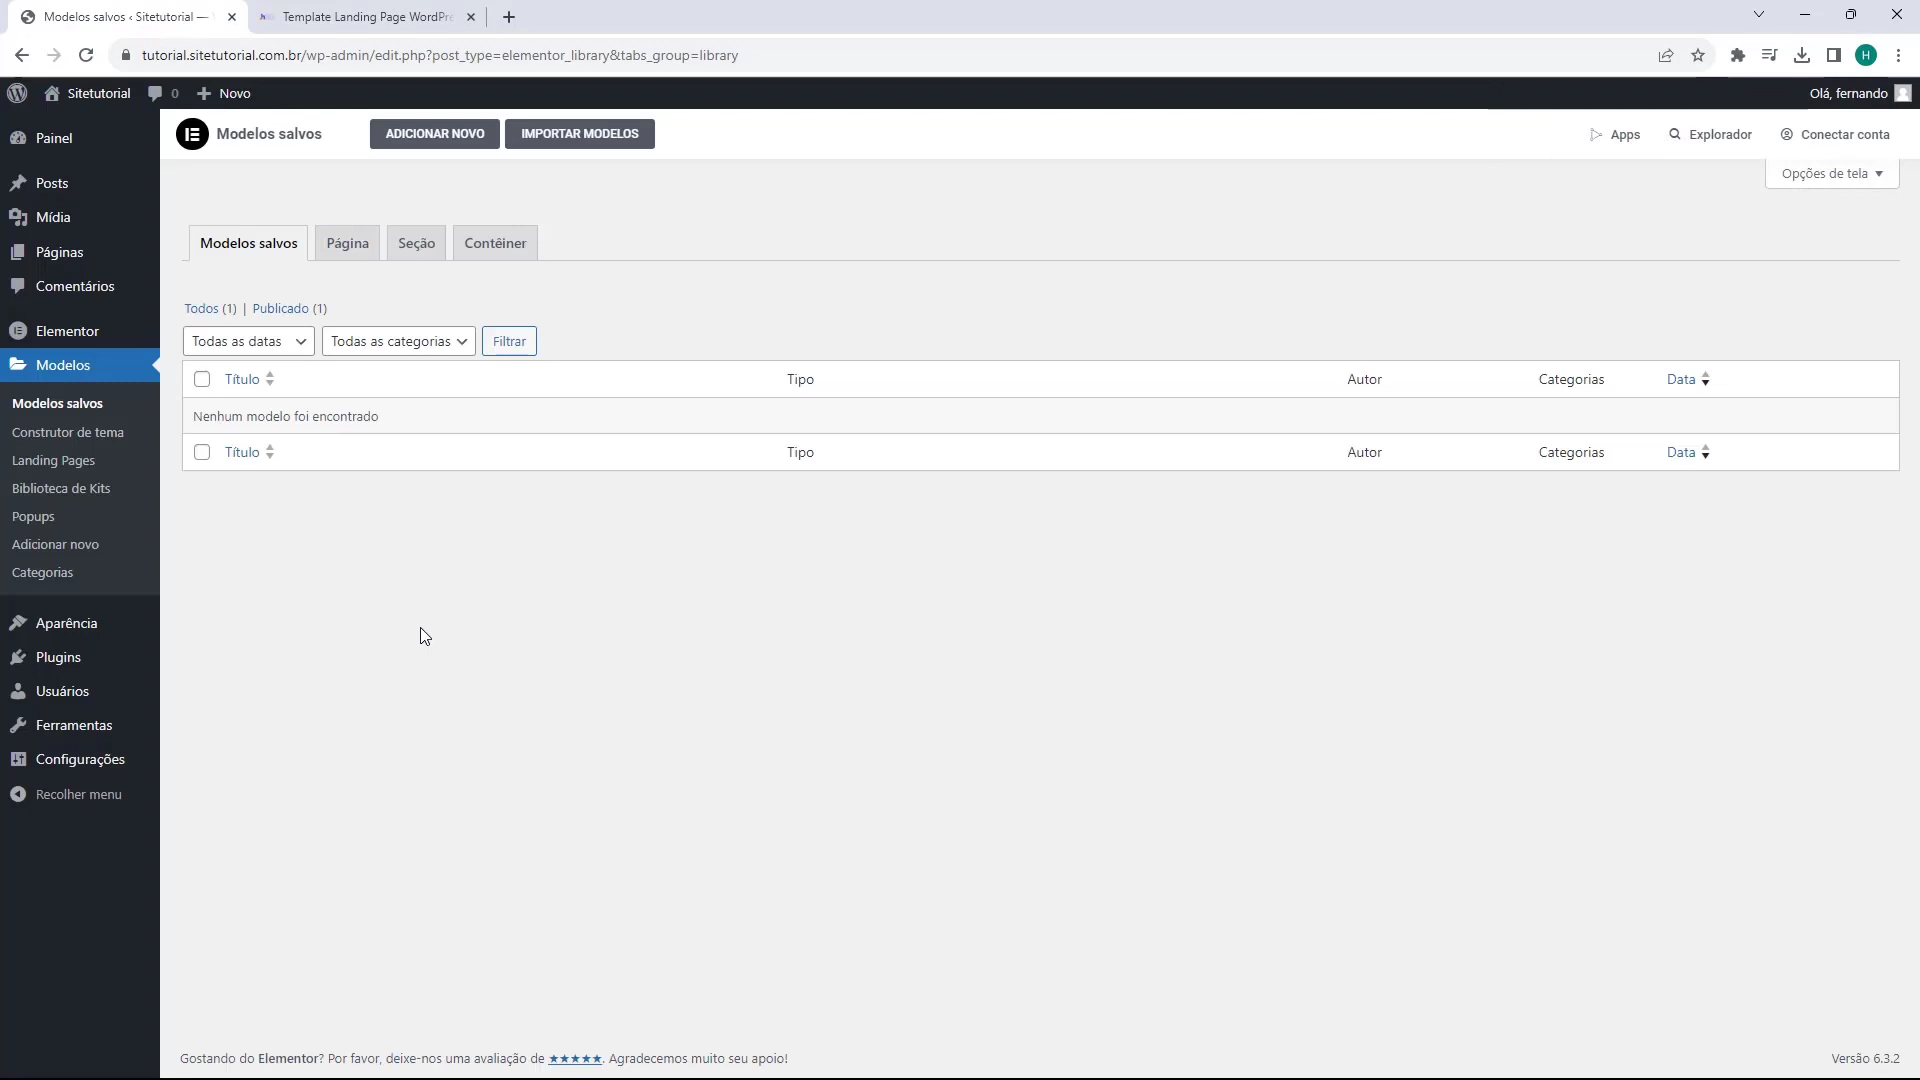 Modelos salvos ‹ Sitetutorial —
Template Landing Page WordPre
tutorial.sitetutorial.com.br/wp-admin/edit.php?post_type=elementor_library&tabs_group=library
H
Sitetutorial
0
Novo
Olá, fernando
Painel
Posts
Mídia
Páginas
Comentários
Elementor
Modelos
Modelos salvos
Construtor de tema
Landing Pages
Biblioteca de Kits
Popups
Adicionar novo
Categorias
Aparência
Plugins
Usuários
Ferramentas
Configurações
Recolher menu
Modelos salvos
ADICIONAR NOVO
IMPORTAR MODELOS
Apps
Explorador
Conectar conta
Opções de tela
Modelos salvos
Página
Seção
Contêiner
Todos (1) | Publicado (1)
Todas as datas
Todas as categorias
Filtrar
Título
Tipo
Autor
Categorias
Data
Nenhum modelo foi encontrado
Título
Tipo
Autor
Categorias
Data
Gostando do Elementor? Por favor, deixe-nos uma avaliação de ★★★★★. Agradecemos muito seu apoio!
Versão 6.3.2